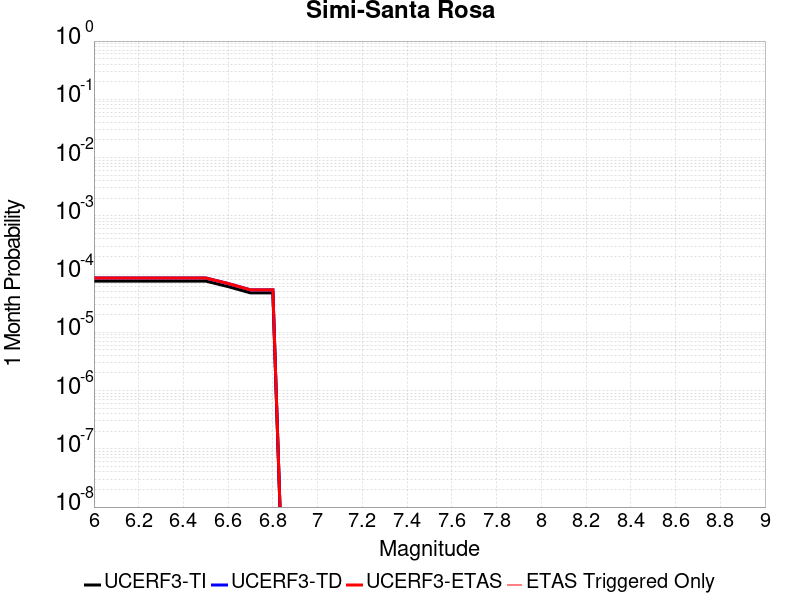 Simi-Santa Rosa
10^0
10^-1
10^-2
10^-3
10^-4
10^-5
10^-6
10^-7
10^-8
1 Month Probability
6 6.2 6.4 6.6 6.8 7 7.2 7.4 7.6 7.8 8 8.2 8.4 8.6 8.8 9
Magnitude
UCERF3-TI UCERF3-TD UCERF3-ETAS ETAS Triggered Only